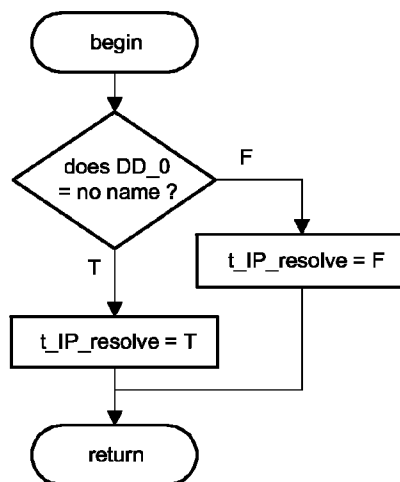 begin
does DD_0
= no name ?
F
T
t_IP_resolve = F
t_IP_resolve = T
return